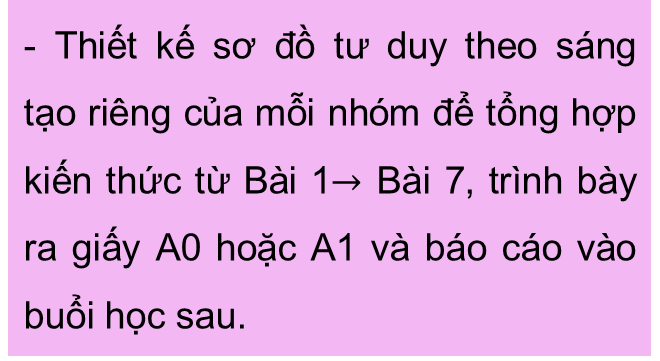 - Thiết kế sơ đồ tư duy theo sáng
tạo riêng của mỗi nhóm để tổng hợp
kiến thức từ Bài 1→ Bài 7, trình bày
ra giấy A0 hoặc A1 và báo cáo vào
buổi học sau.